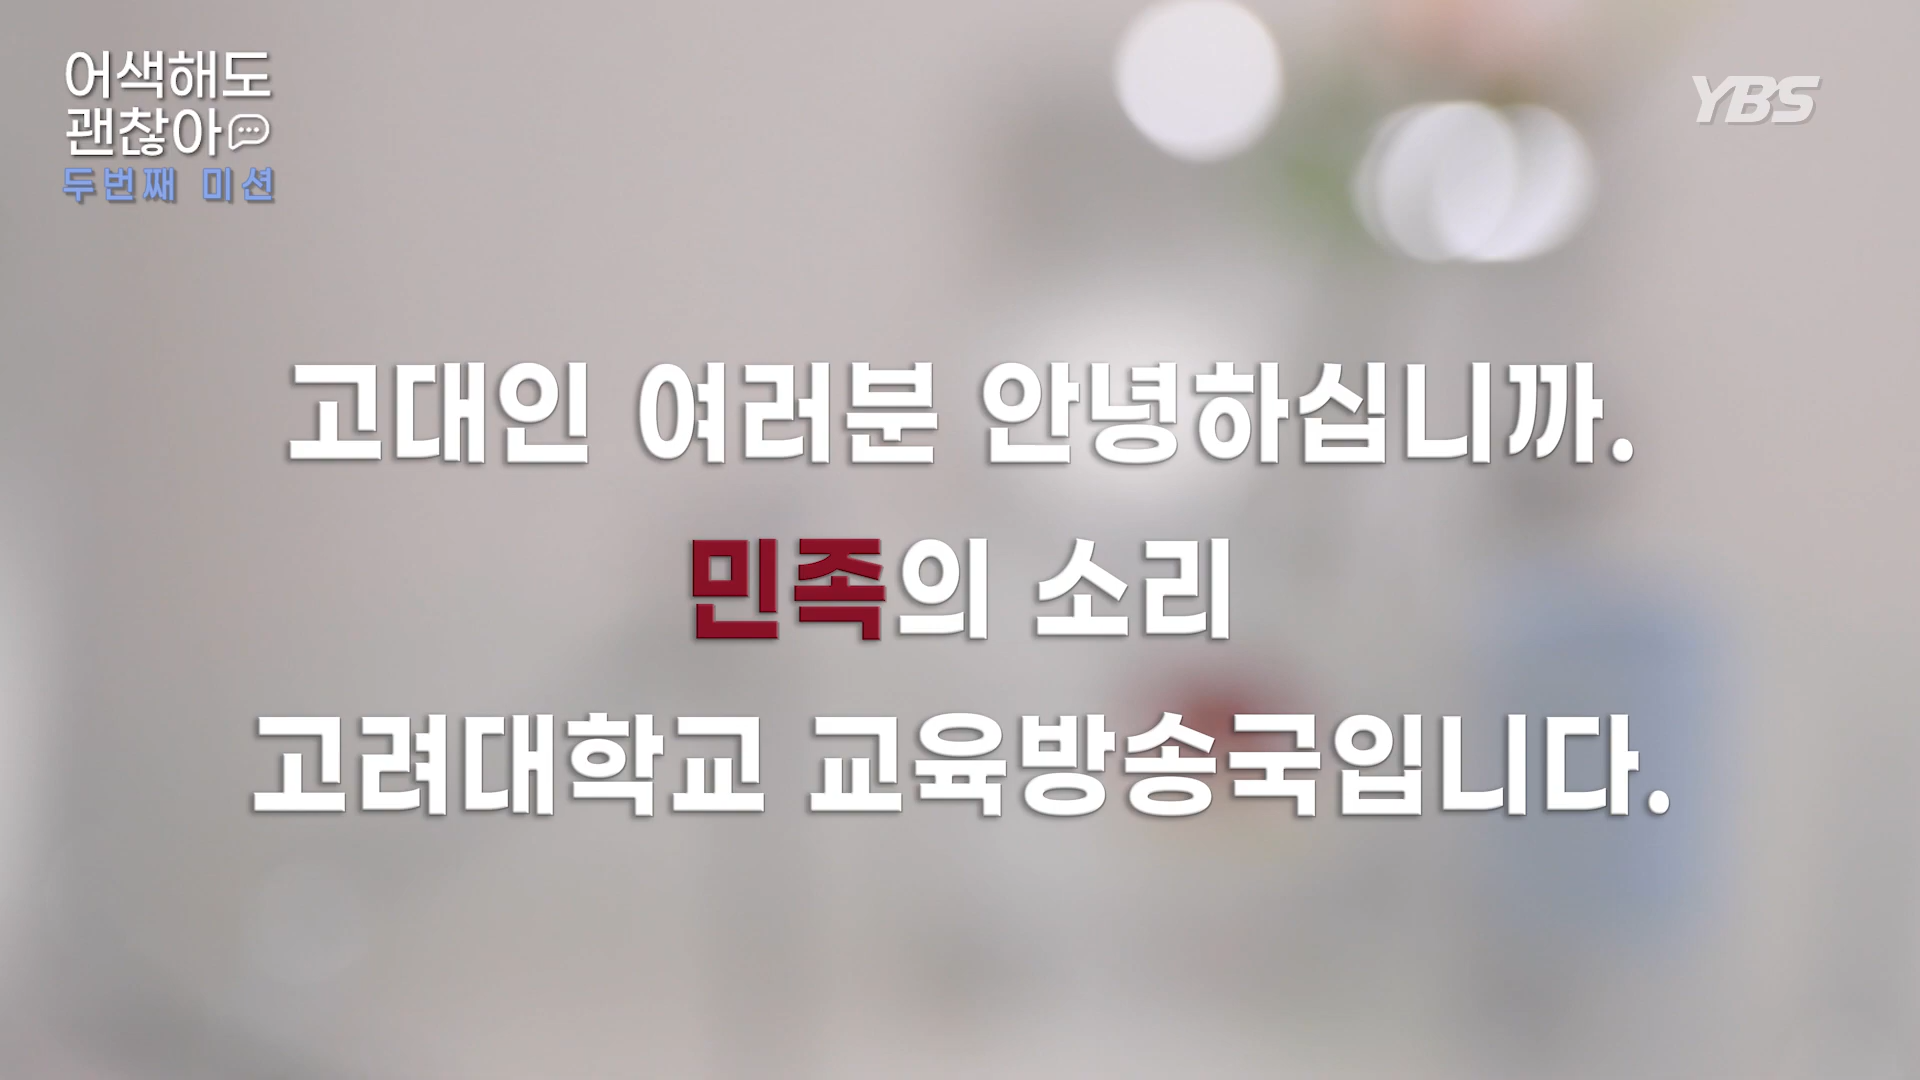 어색해도
괜찮아
두번째 미션
YBS
고대인 여러분 안녕하십니까.
민족의 소리
고려대학교 교육방송국입니다.